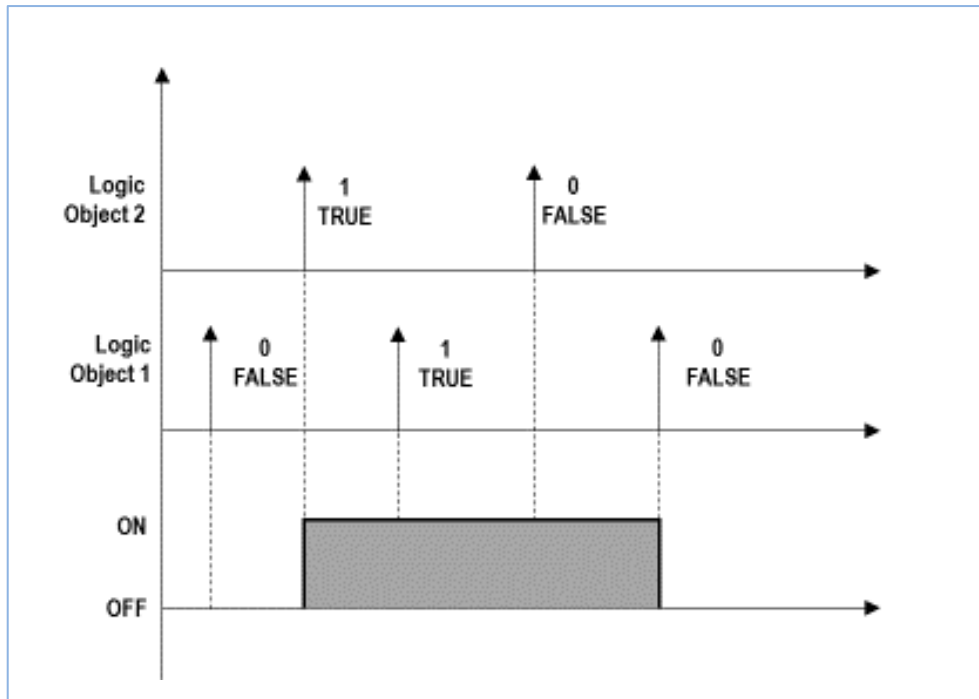 Logic
Object 2
1
TRUE
0
FALSE
Logic
Object 1
0
FALSE
1
TRUE
0
FALSE
ON
OFF